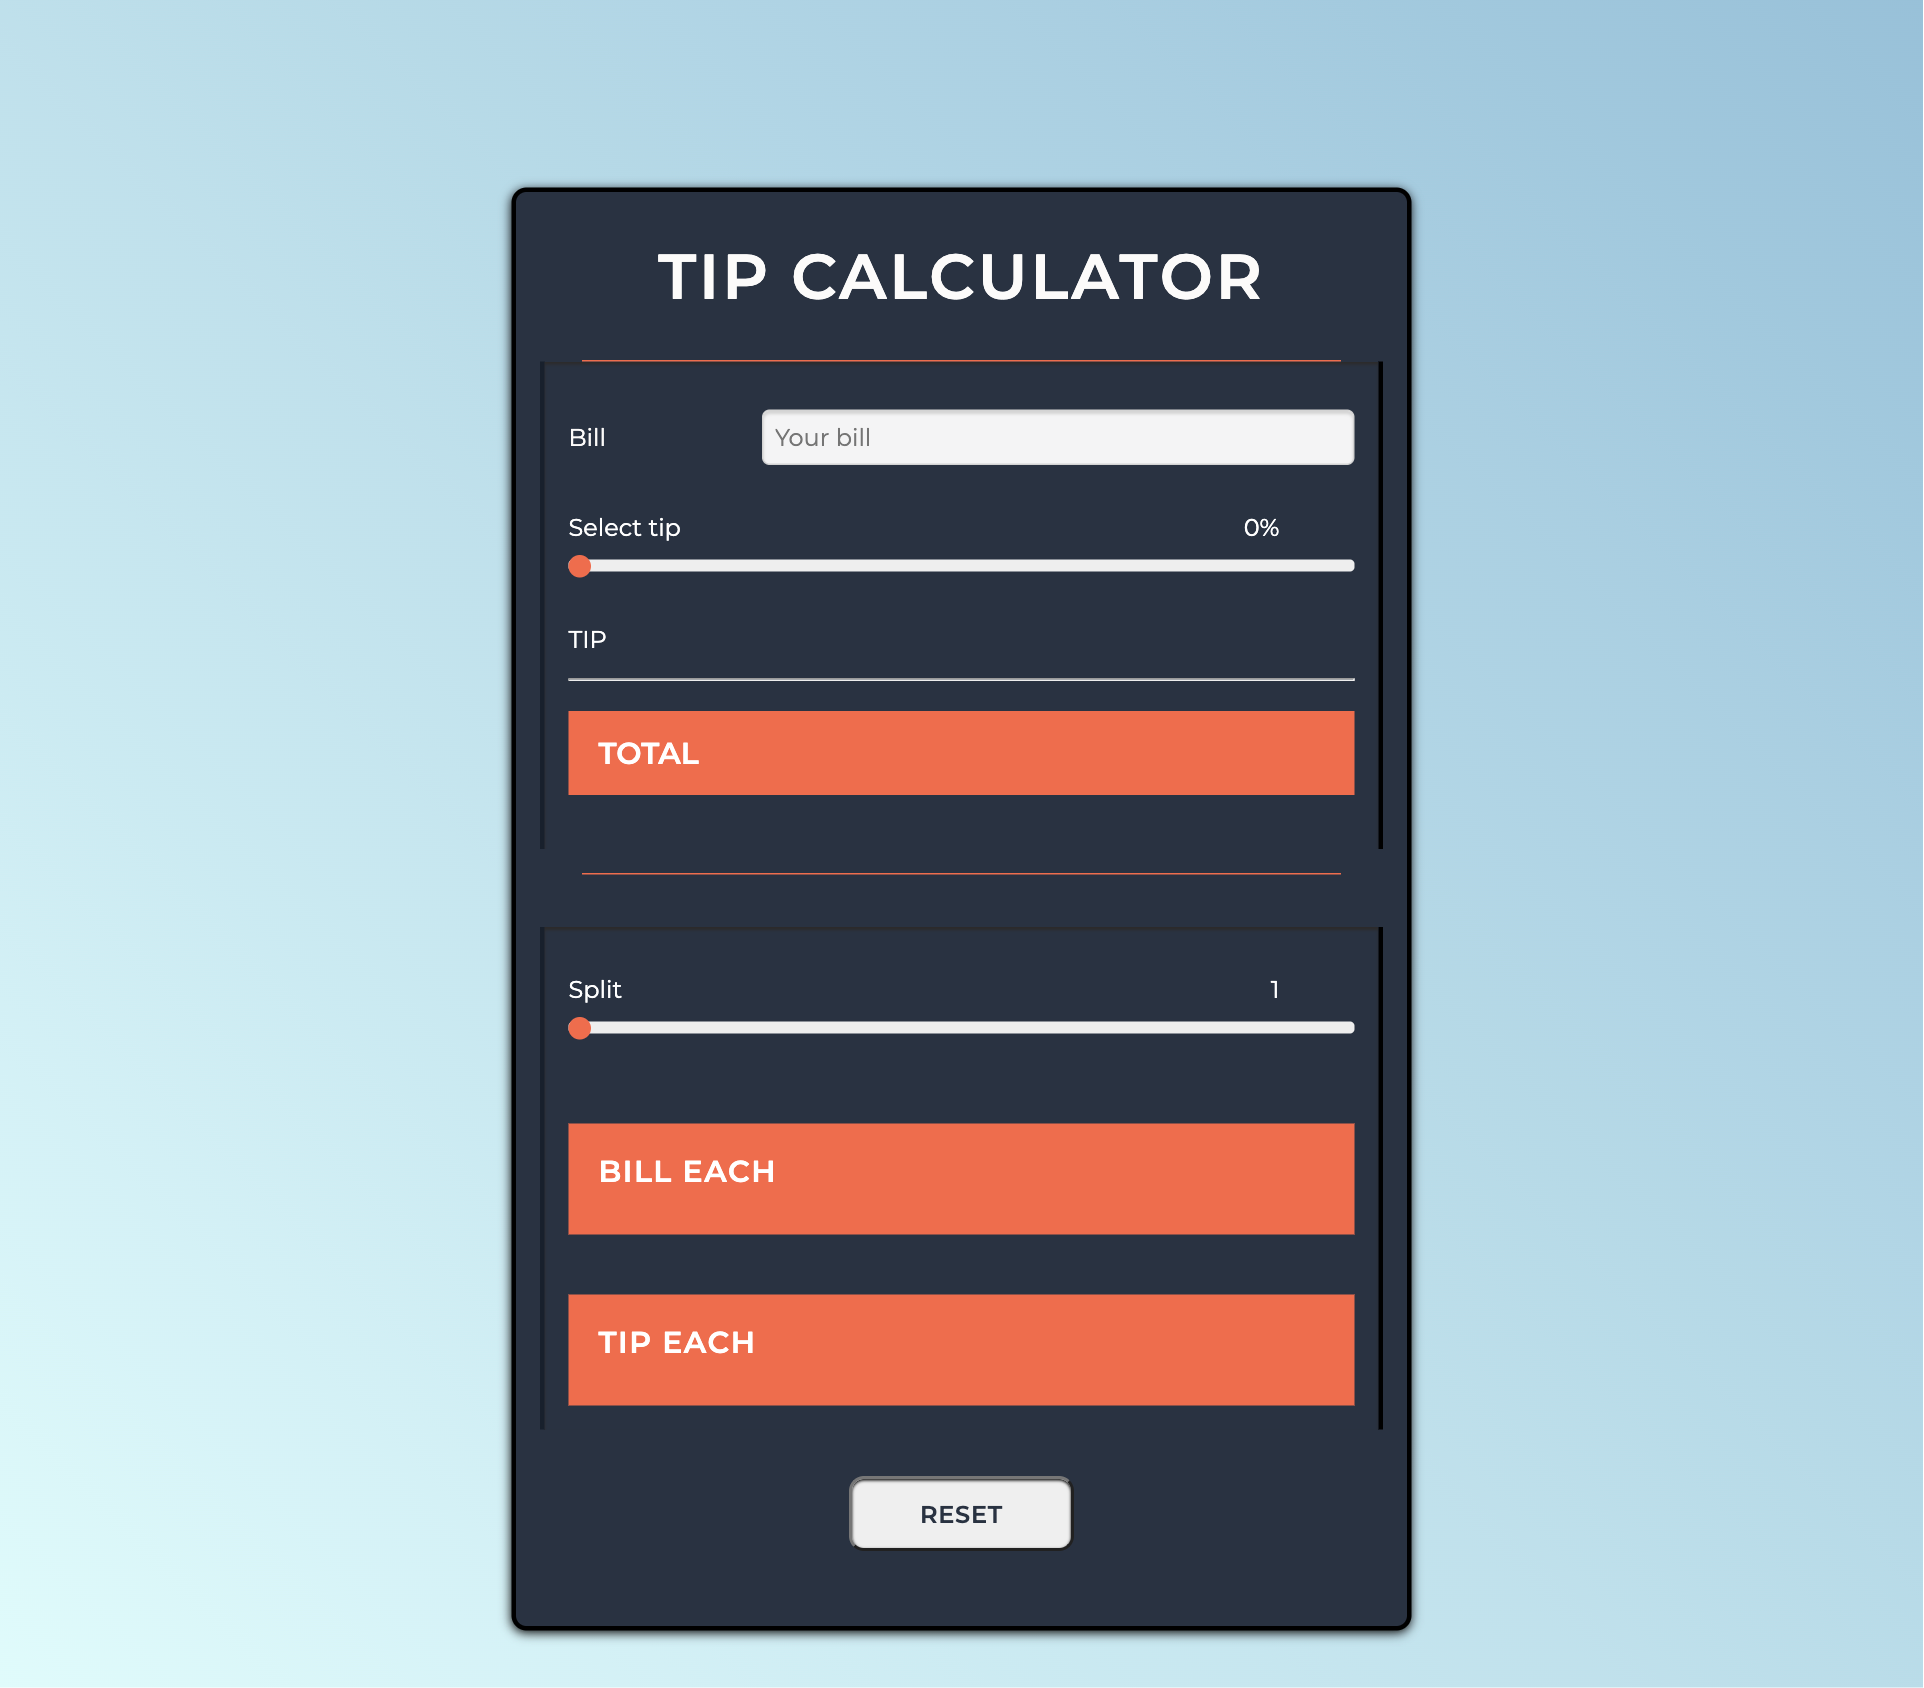 TIP CALCULATOR
Bill Your bill
Select tip 0%
TIP
TOTAL
Split 1
BILL EACH
TIP EACH
RESET